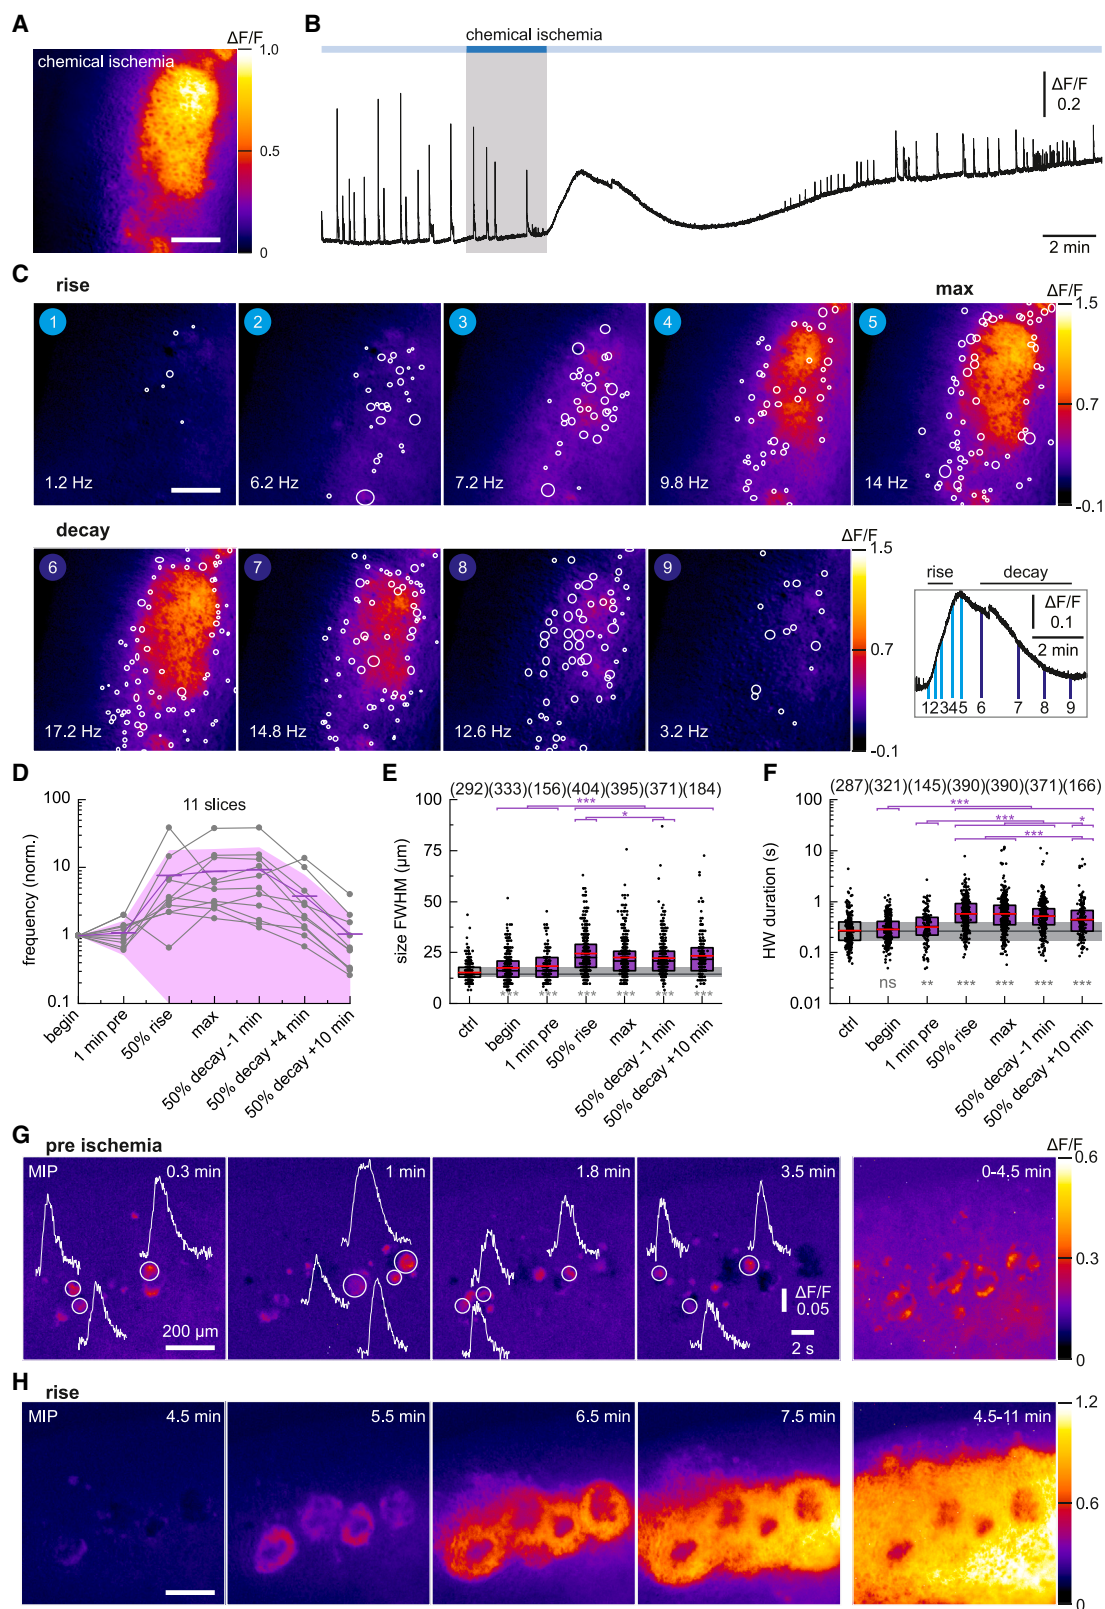 A
chemical ischemia
ΔF/F
1.0
0.5
0
B
chemical ischemia
ΔF/F
0.2
2 min
C
rise
max
1
1.2 Hz
2
6.2 Hz
3
7.2 Hz
4
9.8 Hz
5
14 Hz
ΔF/F
1.5
0.7
-0.1
decay
6
17.2 Hz
7
14.8 Hz
8
12.6 Hz
9
3.2 Hz
ΔF/F
1.5
0.7
-0.1
rise
decay
ΔF/F
0.1
2 min
12345 6 7 8 9
D
11 slices
frequency (norm.)
100
10
1
0.1
begin
1 min pre
50% rise
max
50% decay -1 min
50% decay +4 min
50% decay +10 min
E
(292)(333)(156)(404)(395)(371)(184)
***
*
size FWHM (µm)
100
75
50
25
0
*** *** *** *** *** ***
ctrl
begin
1 min pre
50% rise
max
50% decay -1 min
50% decay +10 min
F
(287)(321)(145)(390)(390)(371)(166)
***
***
*
***
HW duration (s)
100
10
1
0.1
0.01
ns ** *** *** *** ***
ctrl
begin
1 min pre
50% rise
max
50% decay -1 min
50% decay +10 min
G
pre ischemia
MIP
0.3 min
200 µm
1 min
1.8 min
3.5 min
ΔF/F
0.05
2 s
0-4.5 min
ΔF/F
0.6
0.3
0
H
rise
MIP
4.5 min
5.5 min
6.5 min
7.5 min
4.5-11 min
1.2
0.6
0